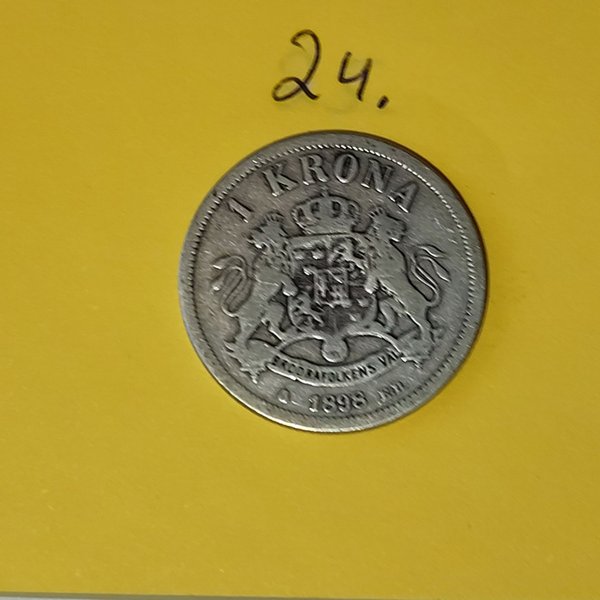 24.
1 KRONA
BRÖDRAFOLKENS VÄL
1898